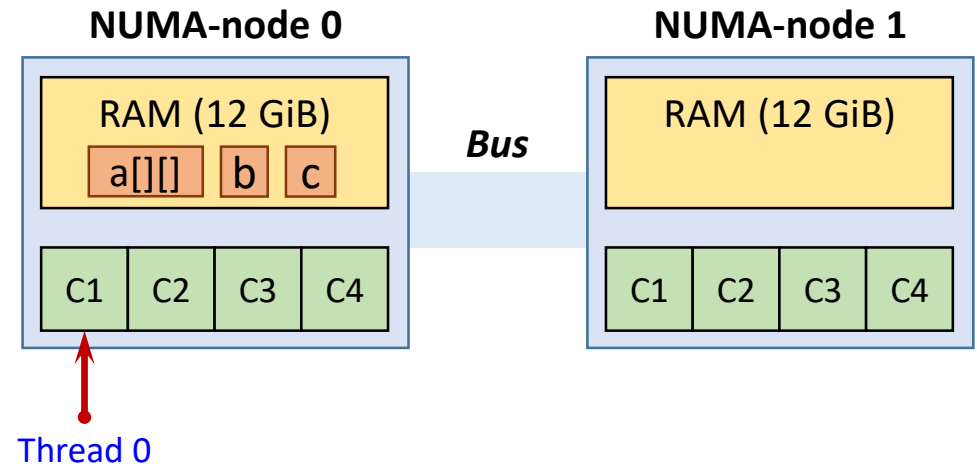 NUMA-node 0
NUMA-node 1
RAM (12 GiB)
a[][]
b
c
Bus
RAM (12 GiB)
C1
C2
C3
C4
C1
C2
C3
C4
Thread 0